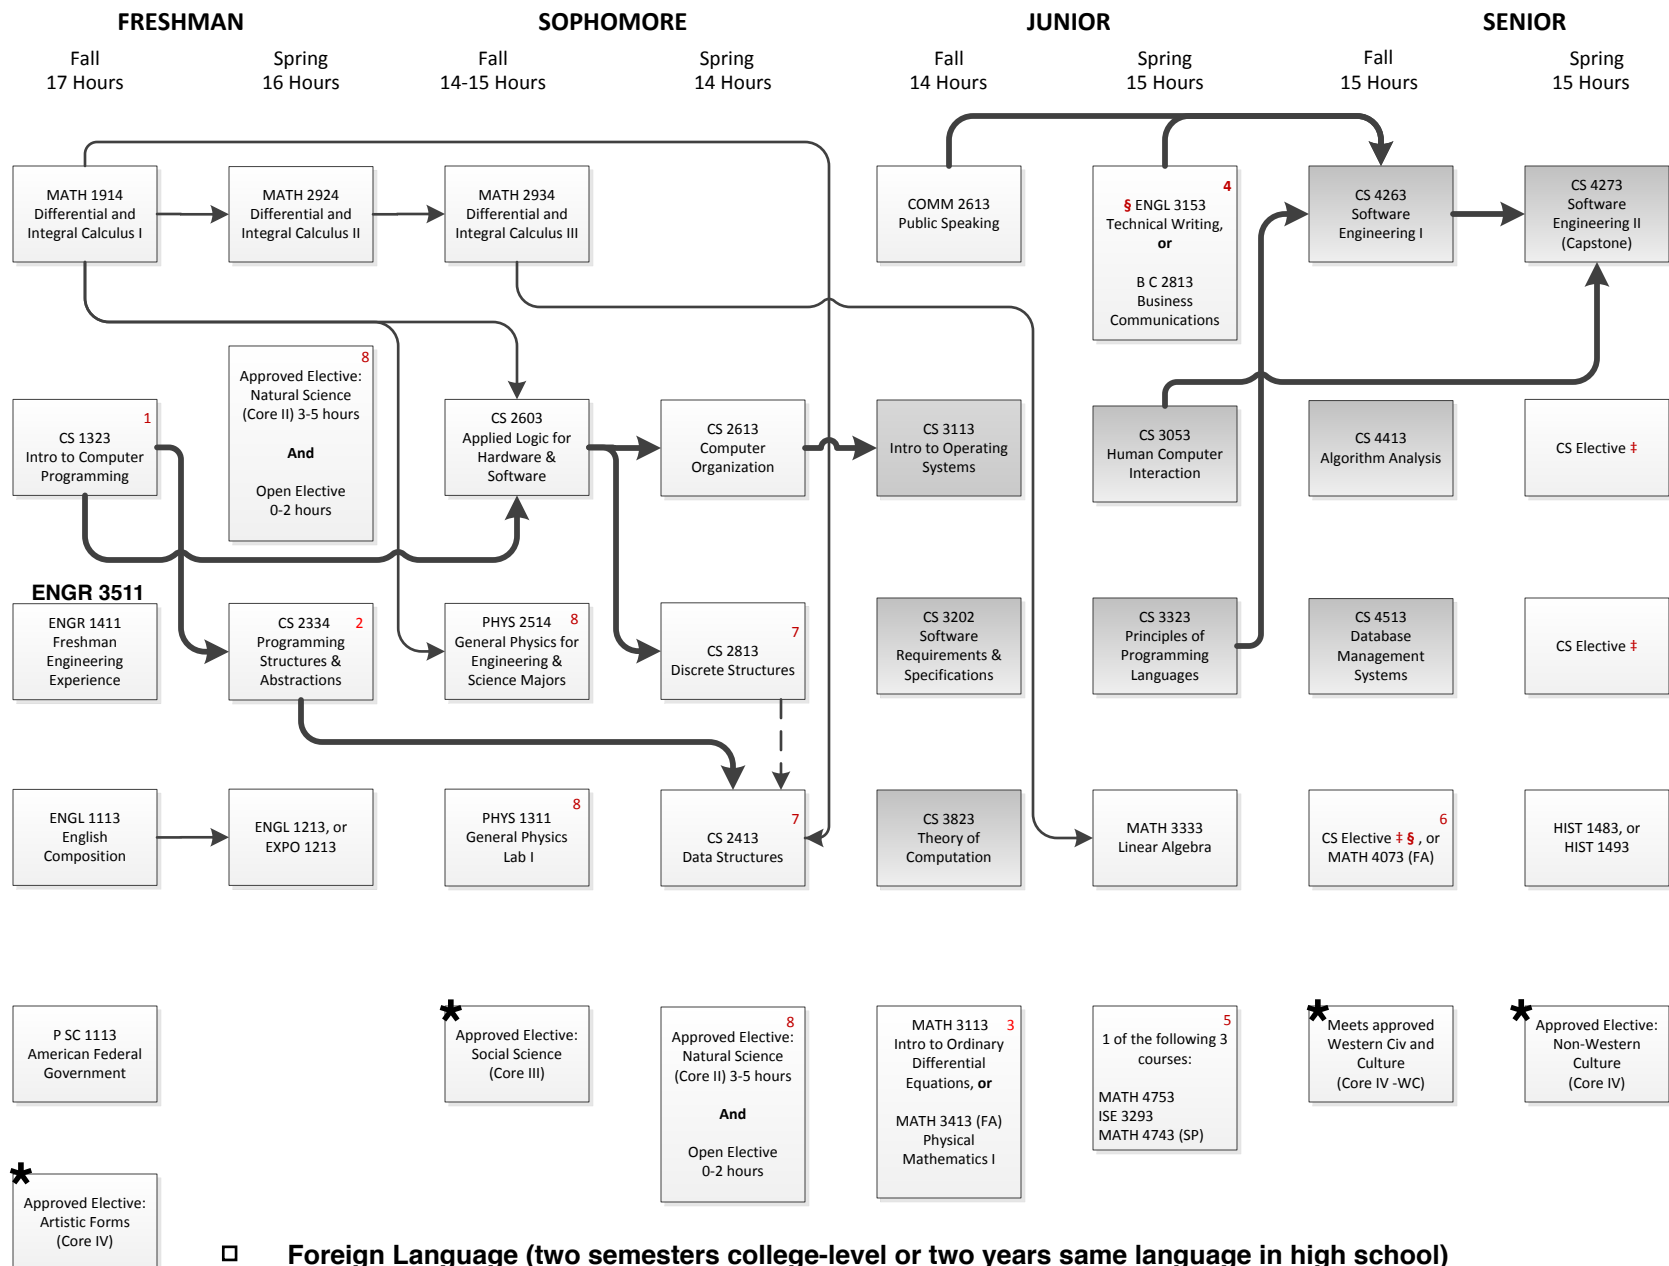 FRESHMAN
SOPHOMORE
JUNIOR
SENIOR
Fall
17 Hours
Spring
16 Hours
Fall
14-15 Hours
Spring
14 Hours
Fall
14 Hours
Spring
15 Hours
Fall
15 Hours
Spring
15 Hours
MATH 1914
Differential and
Integral Calculus I
MATH 2924
Differential and
Integral Calculus II
MATH 2934
Differential and
Integral Calculus III
COMM 2613
Public Speaking
4
§ ENGL 3153
Technical Writing,
or
B C 2813
Business
Communications
CS 4263
Software
Engineering I
CS 4273
Software
Engineering II
(Capstone)
1
CS 1323
Intro to Computer
Programming
8
Approved Elective:
Natural Science
(Core II) 3-5 hours
And
Open Elective
0-2 hours
CS 2603
Applied Logic for
Hardware &
Software
CS 2613
Computer
Organization
CS 3113
Intro to Operating
Systems
CS 3053
Human Computer
Interaction
CS 4413
Algorithm Analysis
CS Elective ‡
ENGR 3511
ENGR 1411
Freshman
Engineering
Experience
CS 2334 2
Programming
Structures &
Abstractions
PHYS 2514 8
General Physics for
Engineering &
Science Majors
7
CS 2813
Discrete Structures
CS 3202
Software
Requirements &
Specifications
CS 3323
Principles of
Programming
Languages
CS 4513
Database
Management
Systems
CS Elective ‡
ENGL 1113
English
Composition
ENGL 1213, or
EXPO 1213
8
PHYS 1311
General Physics
Lab I
7
CS 2413
Data Structures
CS 3823
Theory of
Computation
MATH 3333
Linear Algebra
6
CS Elective ‡ § , or
MATH 4073 (FA)
HIST 1483, or
HIST 1493
P SC 1113
American Federal
Government
*
Approved Elective:
Social Science
(Core III)
8
Approved Elective:
Natural Science
(Core II) 3-5 hours
And
Open Elective
0-2 hours
MATH 3113 3
Intro to Ordinary
Differential
Equations, or
MATH 3413 (FA)
Physical
Mathematics I
5
1 of the following 3
courses:
MATH 4753
ISE 3293
MATH 4743 (SP)
*
Meets approved
Western Civ and
Culture
(Core IV -WC)
*
Approved Elective:
Non-Western
Culture
(Core IV)
*
Approved Elective:
Artistic Forms
(Core IV)
Foreign Language (two semesters college-level or two years same language in high school)